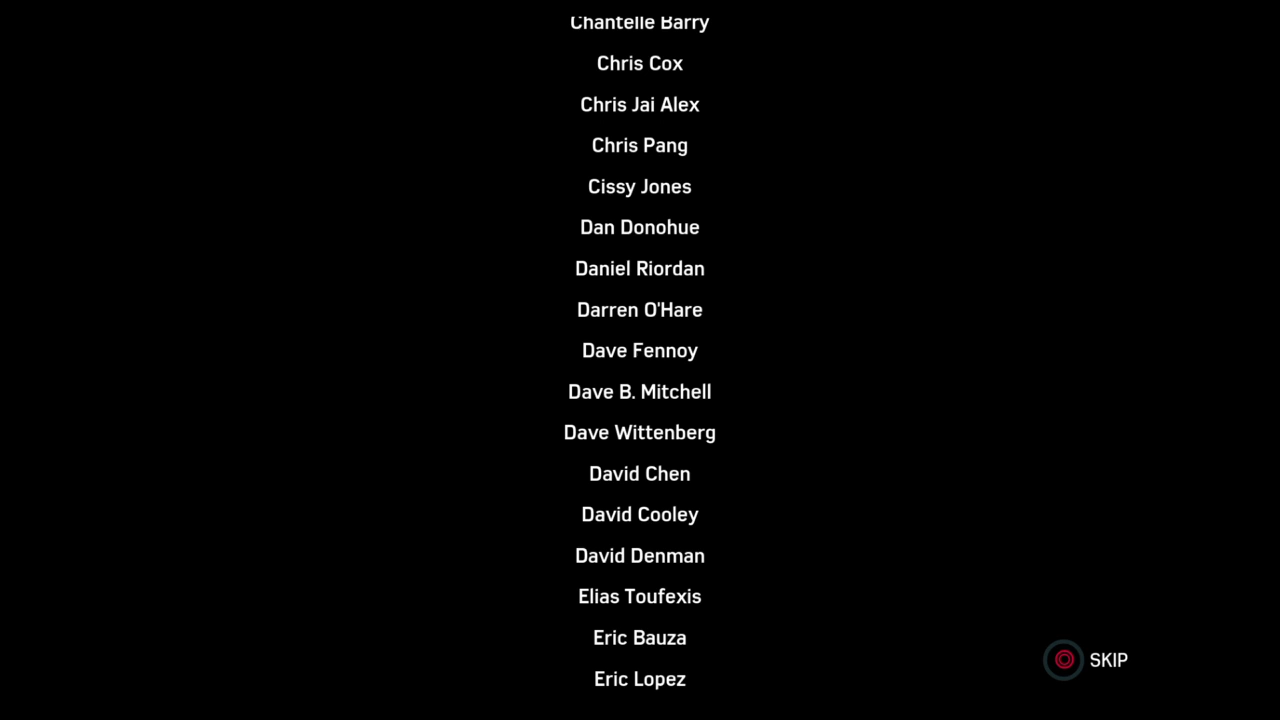 Chantelle Barry
Chris Cox
Chris Jai Alex
Chris Pang
Cissy Jones
Dan Donohue
Daniel Riordan
Darren O'Hare
Dave Fennoy
Dave B. Mitchell
Dave Wittenberg
David Chen
David Cooley
David Denman
Elias Toufexis
Eric Bauza
Eric Lopez
SKIP